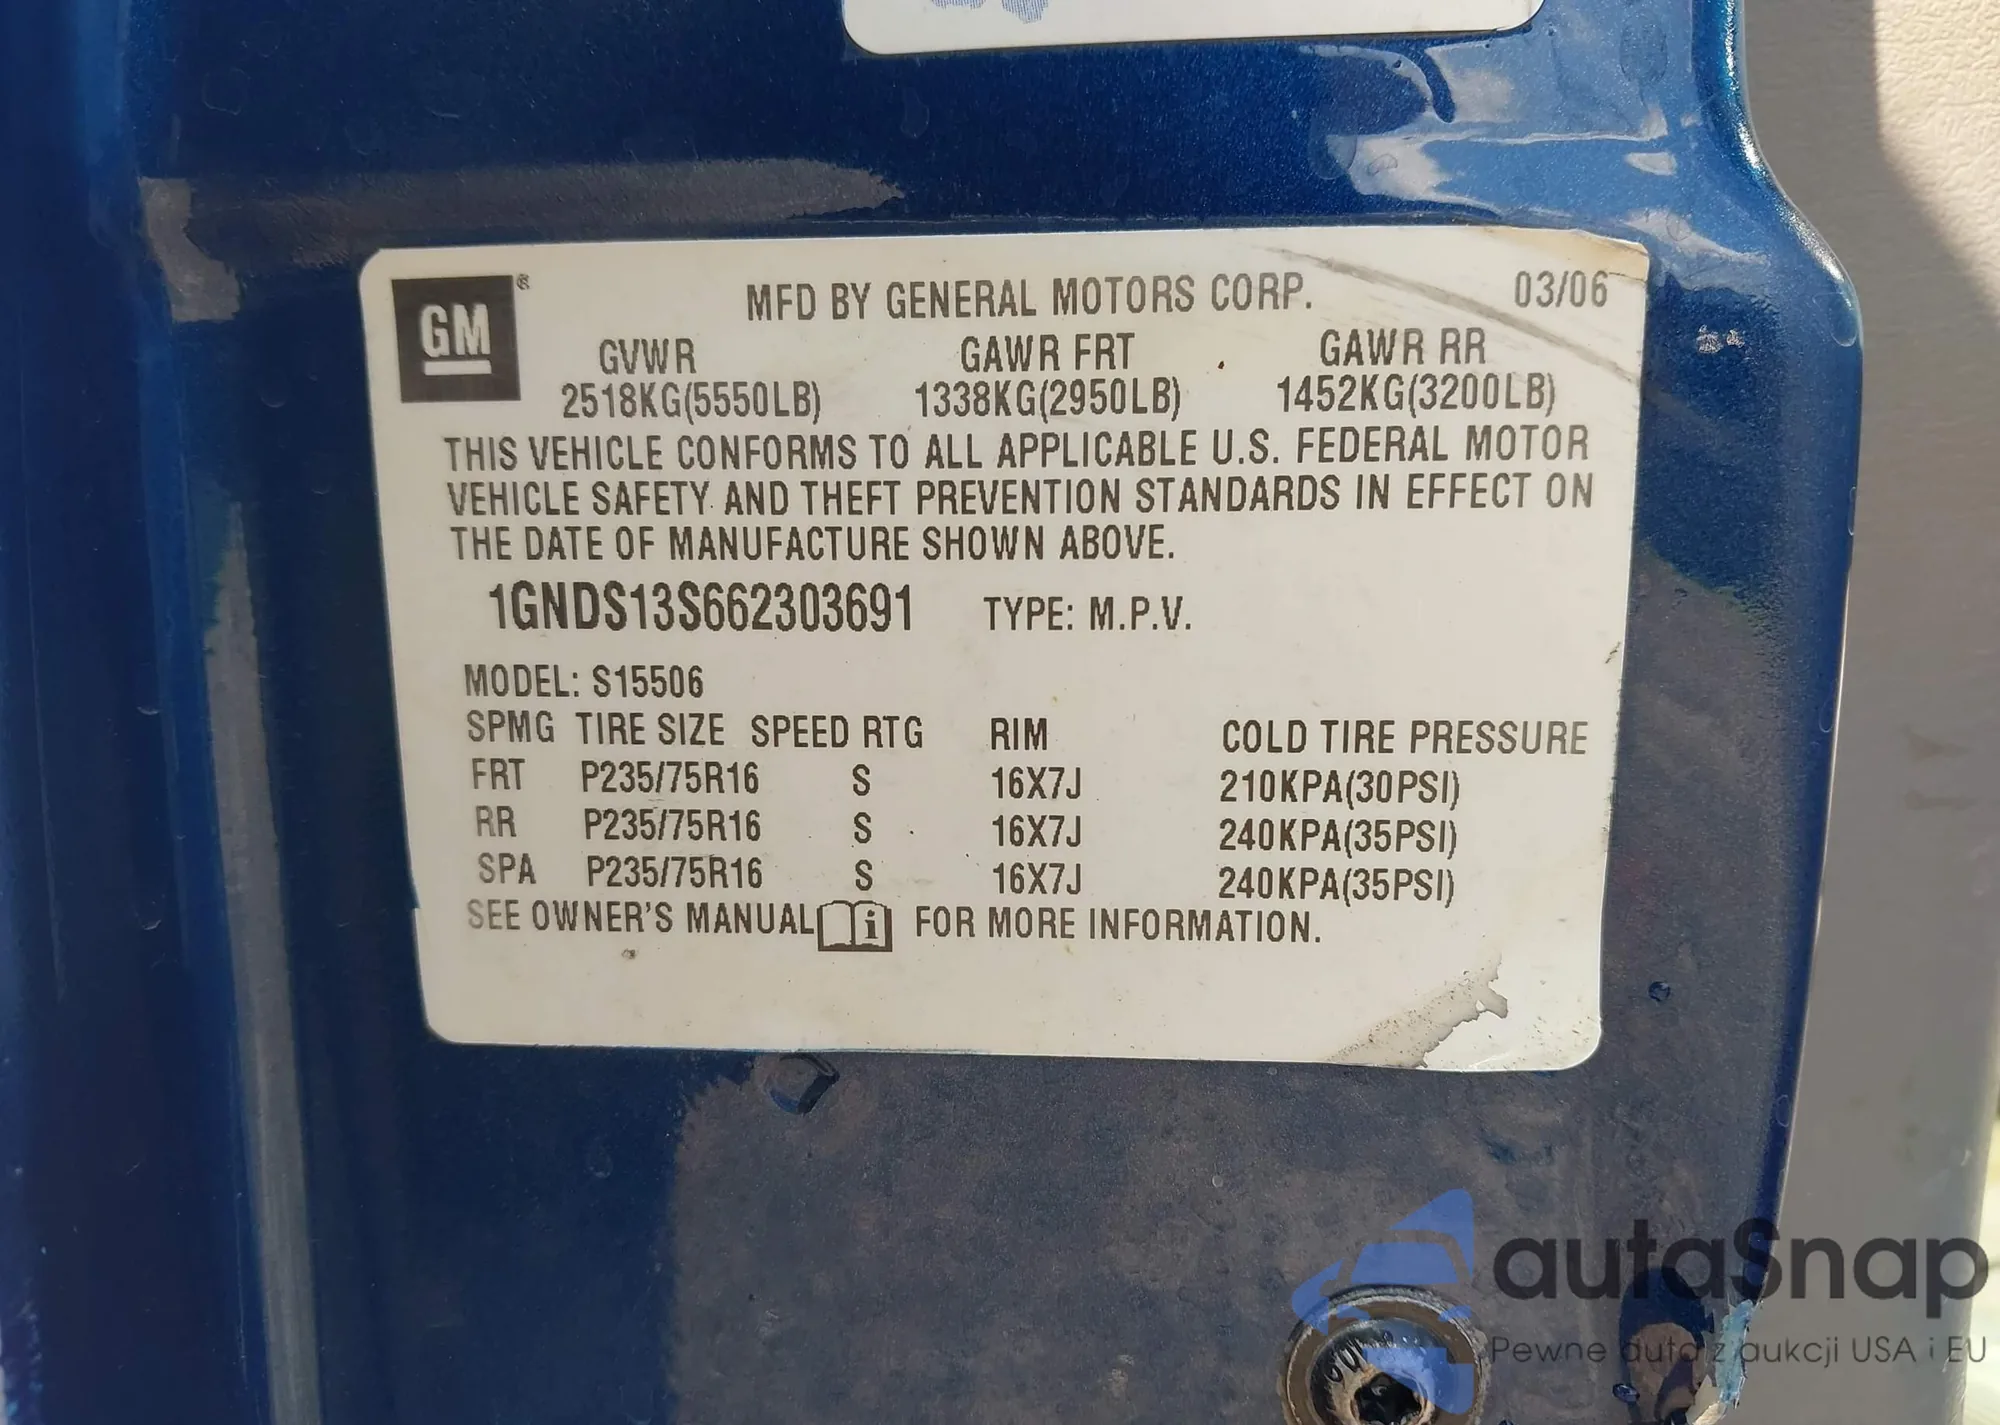 GM ®
MFD BY GENERAL MOTORS CORP. 03/06
GVWR GAWR FRT GAWR RR
2518KG(5550LB) 1338KG(2950LB) 1452KG(3200LB)
THIS VEHICLE CONFORMS TO ALL APPLICABLE U.S. FEDERAL MOTOR
VEHICLE SAFETY AND THEFT PREVENTION STANDARDS IN EFFECT ON
THE DATE OF MANUFACTURE SHOWN ABOVE.
1GNDS13S662303691 TYPE: M.P.V.
MODEL: S15506
SPMG TIRE SIZE SPEED RTG RIM COLD TIRE PRESSURE
FRT P235/75R16 S 16X7J 210KPA(30PSI)
RR P235/75R16 S 16X7J 240KPA(35PSI)
SPA P235/75R16 S 16X7J 240KPA(35PSI)
SEE OWNER'S MANUAL i FOR MORE INFORMATION.
autaSnap
Pewne auta z aukcji USA i EU